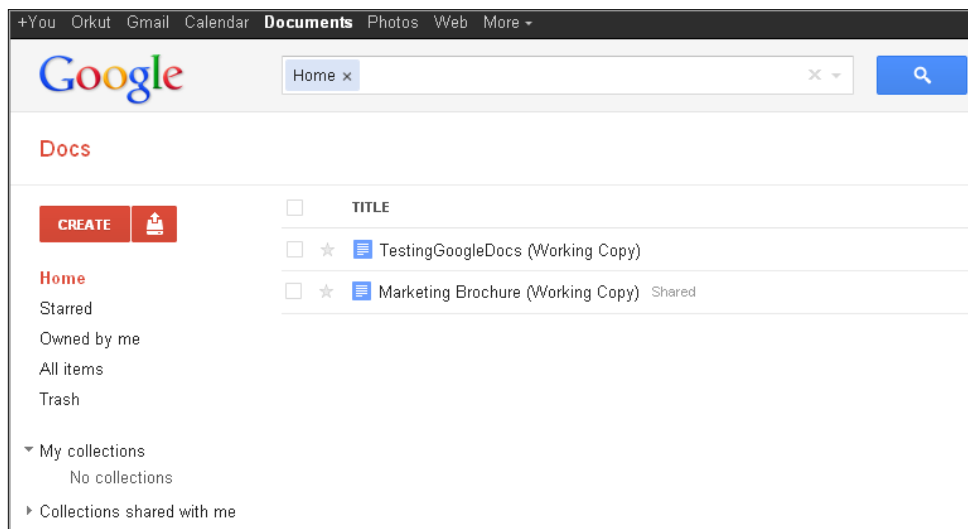 +You Orkut Gmail Calendar Documents Photos Web More
Google
Home x
Docs
CREATE
TITLE
TestingGoogleDocs (Working Copy)
Marketing Brochure (Working Copy) Shared
Home
Starred
Owned by me
All items
Trash
My collections
No collections
Collections shared with me